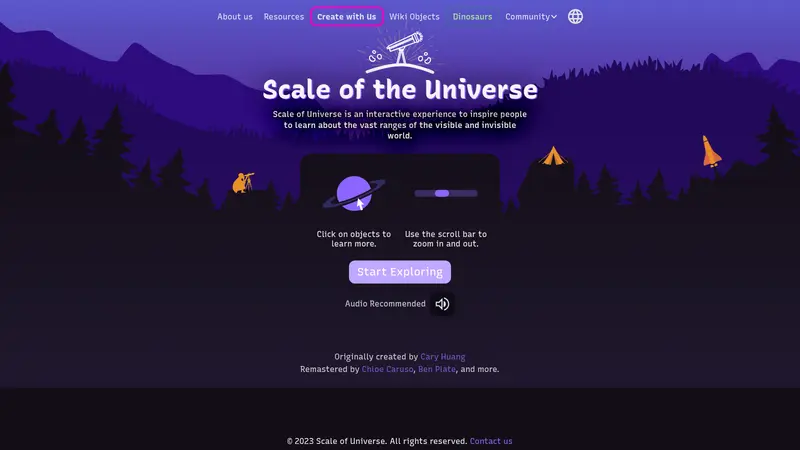 About us Resources Create with Us Wiki Objects Dinosaurs Community
Scale of the Universe
Scale of Universe is an interactive experience to inspire people
to learn about the vast ranges of the visible and invisible
world.
Click on objects to
learn more.
Use the scroll bar to
zoom in and out.
Start Exploring
Audio Recommended
Originally created by Cary Huang
Remastered by Chloe Caruso, Ben Plate, and more.
© 2023 Scale of Universe. All rights reserved. Contact us